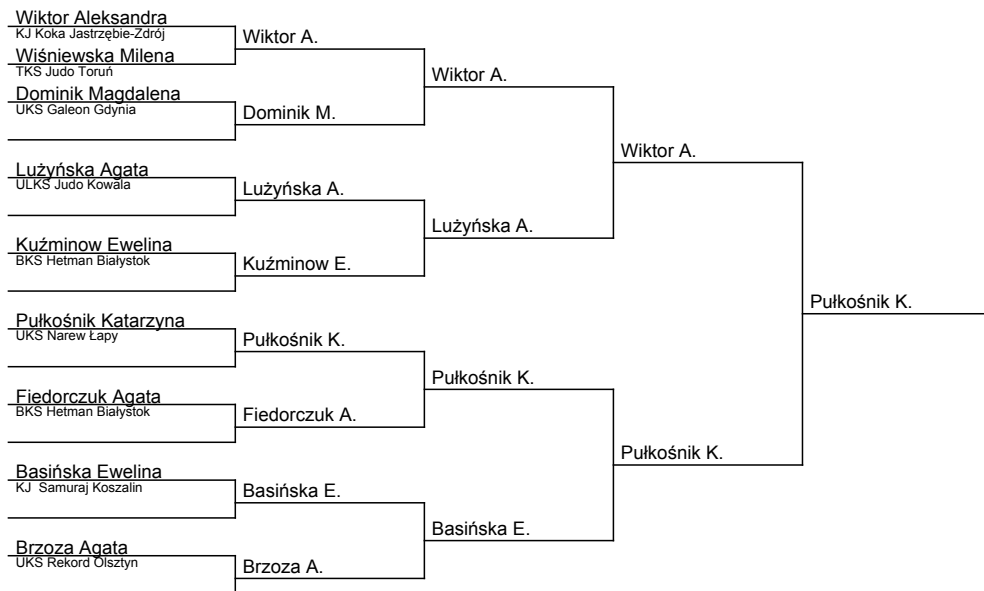 Wiktor Aleksandra
KJ Koka Jastrzębie-Zdrój
Wiktor A.
Wiśniewska Milena
TKS Judo Toruń
Wiktor A.
Dominik Magdalena
UKS Galeon Gdynia
Dominik M.
Wiktor A.
Lużyńska Agata
ULKS Judo Kowala
Lużyńska A.
Lużyńska A.
Kuźminow Ewelina
BKS Hetman Białystok
Kuźminow E.
Pułkośnik K.
Pułkośnik Katarzyna
UKS Narew Łapy
Pułkośnik K.
Pułkośnik K.
Fiedorczuk Agata
BKS Hetman Białystok
Fiedorczuk A.
Pułkośnik K.
Basińska Ewelina
KJ  Samuraj Koszalin
Basińska E.
Basińska E.
Brzoza Agata
UKS Rekord Olsztyn
Brzoza A.